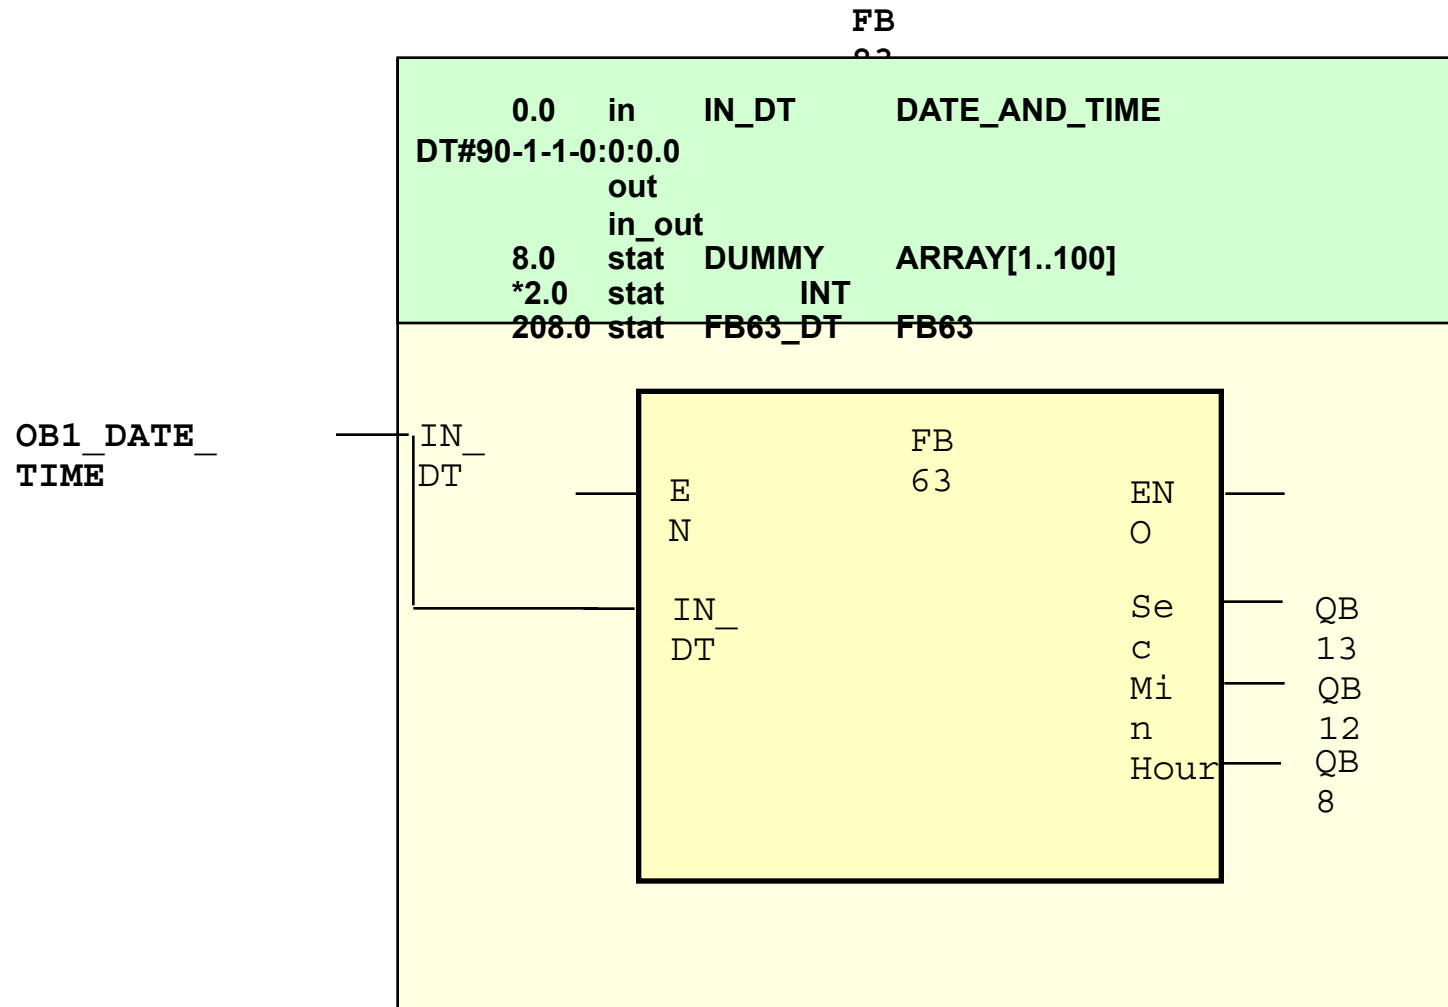 FB
0.0 in IN_DT DATE_AND_TIME
DT#90-1-1-0:0:0.0
out
in_out
8.0 stat DUMMY ARRAY[1..100]
*2.0 stat INT
208.0 stat FB63_DT FB63
OB1_DATE_
TIME
IN_
DT
FB
63
E
N
EN
O
IN_
DT
Se
c
Mi
n
Hour
QB
13
QB
12
QB
8